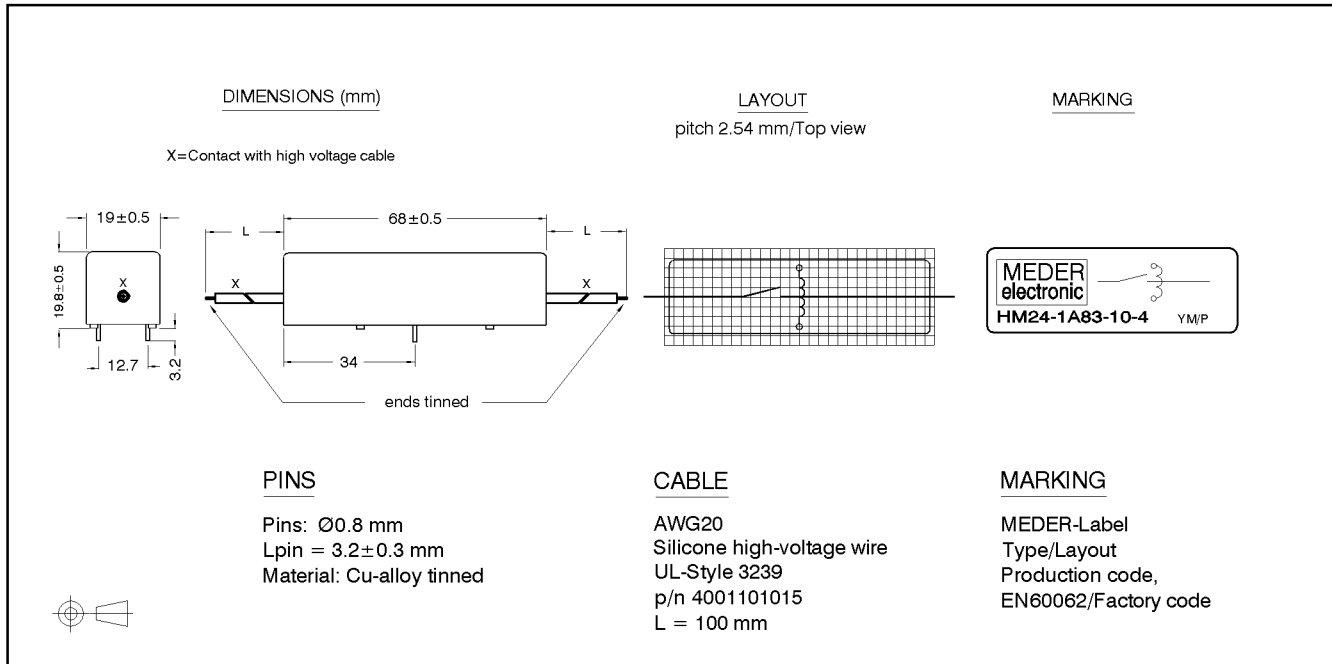 DIMENSIONS (mm)
X=Contact with high voltage cable
19±0.5
L
68±0.5
L
19.8±0.5
X
X
X
12.7
3.2
34
ends tinned
LAYOUT
pitch 2.54 mm/Top view
MARKING
MEDER
electronic
HM24-1A83-10-4 YM/P
PINS
Pins: Ø0.8 mm
Lpin = 3.2±0.3 mm
Material: Cu-alloy tinned
CABLE
AWG20
Silicone high-voltage wire
UL-Style 3239
p/n 4001101015
L = 100 mm
MARKING
MEDER-Label
Type/Layout
Production code,
EN60062/Factory code